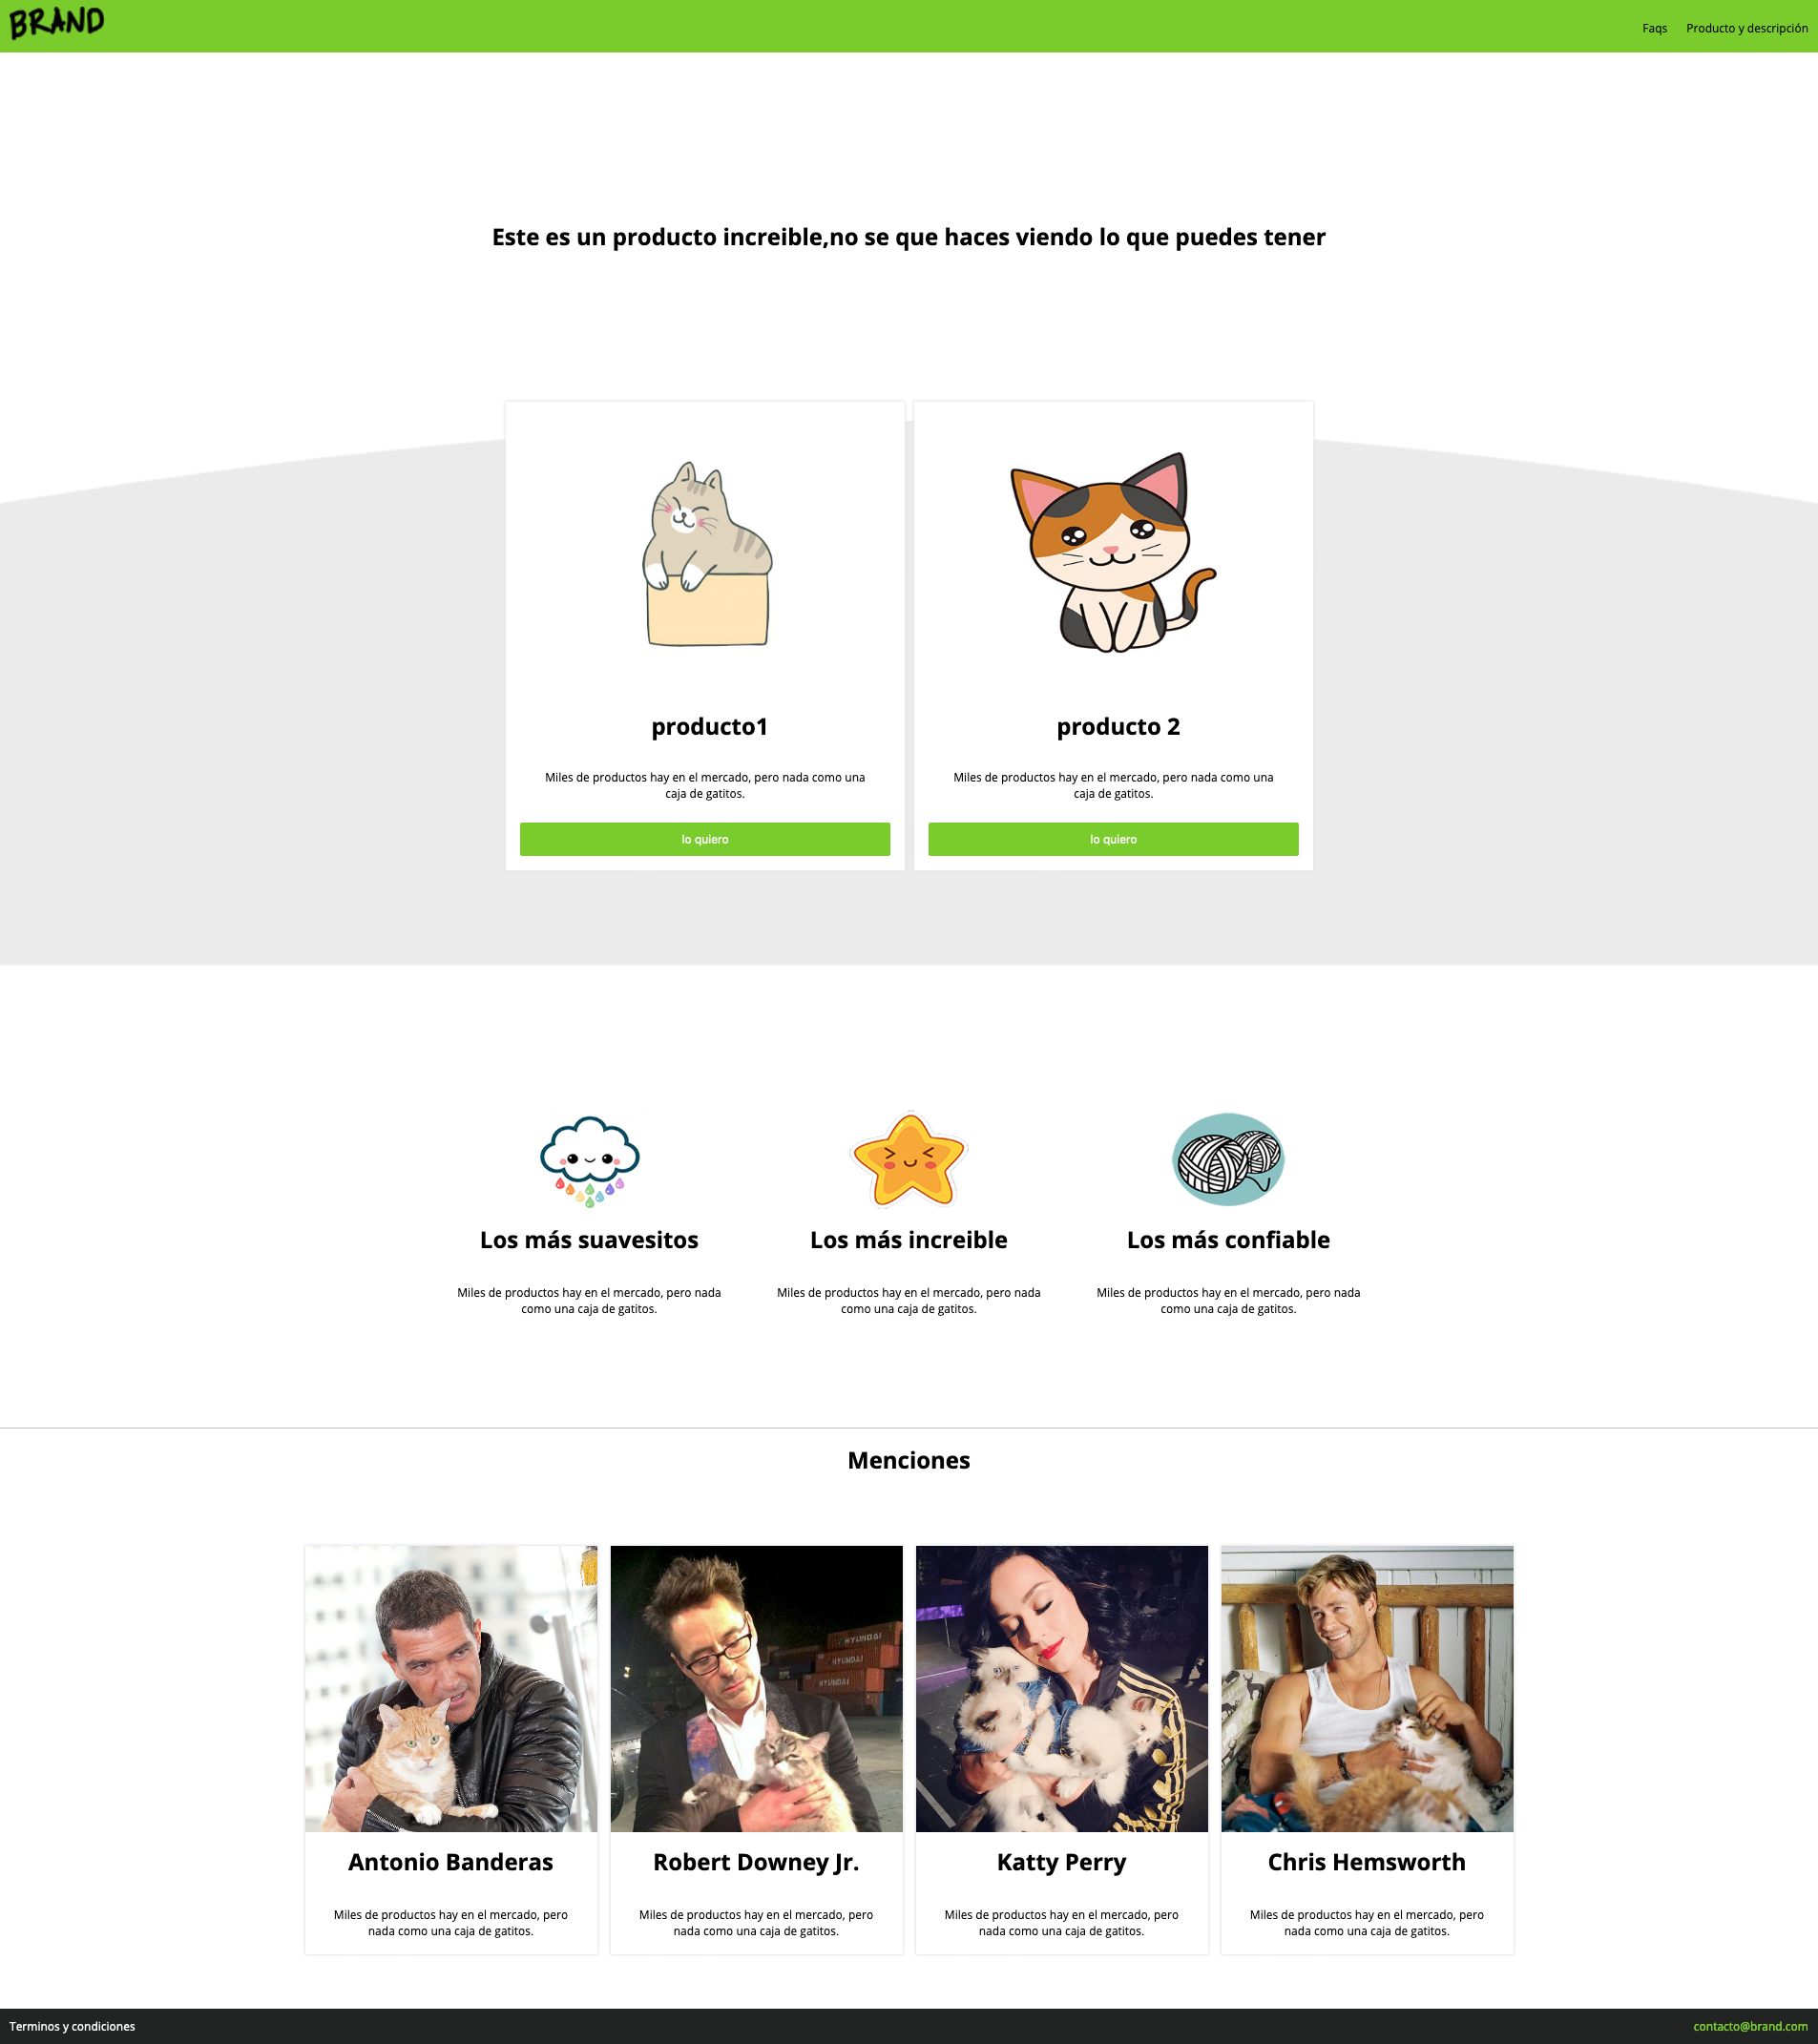 BRAND
Faqs Producto y descripción
Este es un producto increible,no se que haces viendo lo que puedes tener
producto1
Miles de productos hay en el mercado, pero nada como una
caja de gatitos.
lo quiero
producto 2
Miles de productos hay en el mercado, pero nada como una
caja de gatitos.
lo quiero
Los más suavesitos
Miles de productos hay en el mercado, pero nada
como una caja de gatitos.
Los más increible
Miles de productos hay en el mercado, pero nada
como una caja de gatitos.
Los más confiable
Miles de productos hay en el mercado, pero nada
como una caja de gatitos.
Menciones
HYUNDAI
HYUNDAI
HYUNDAI
Antonio Banderas
Miles de productos hay en el mercado, pero
nada como una caja de gatitos.
Robert Downey Jr.
Miles de productos hay en el mercado, pero
nada como una caja de gatitos.
Katty Perry
Miles de productos hay en el mercado, pero
nada como una caja de gatitos.
Chris Hemsworth
Miles de productos hay en el mercado, pero
nada como una caja de gatitos.
Terminos y condiciones
contacto@brand.com